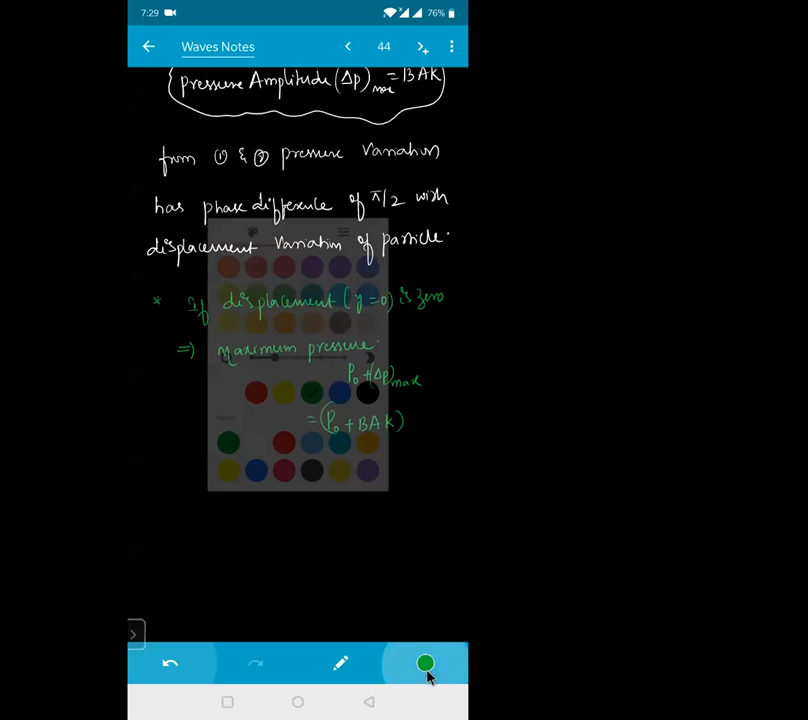 7:29 76%
Waves Notes 44
pressure Amplitude (Δp)max = BAK
from ① & ③ pressure Variation
has phase difference of π/2 with
displacement Variation of particle.
* If displacement (y=0) is zero
=> maximum pressure.
P₀ + (Δp)max
= (P₀ + BAK)